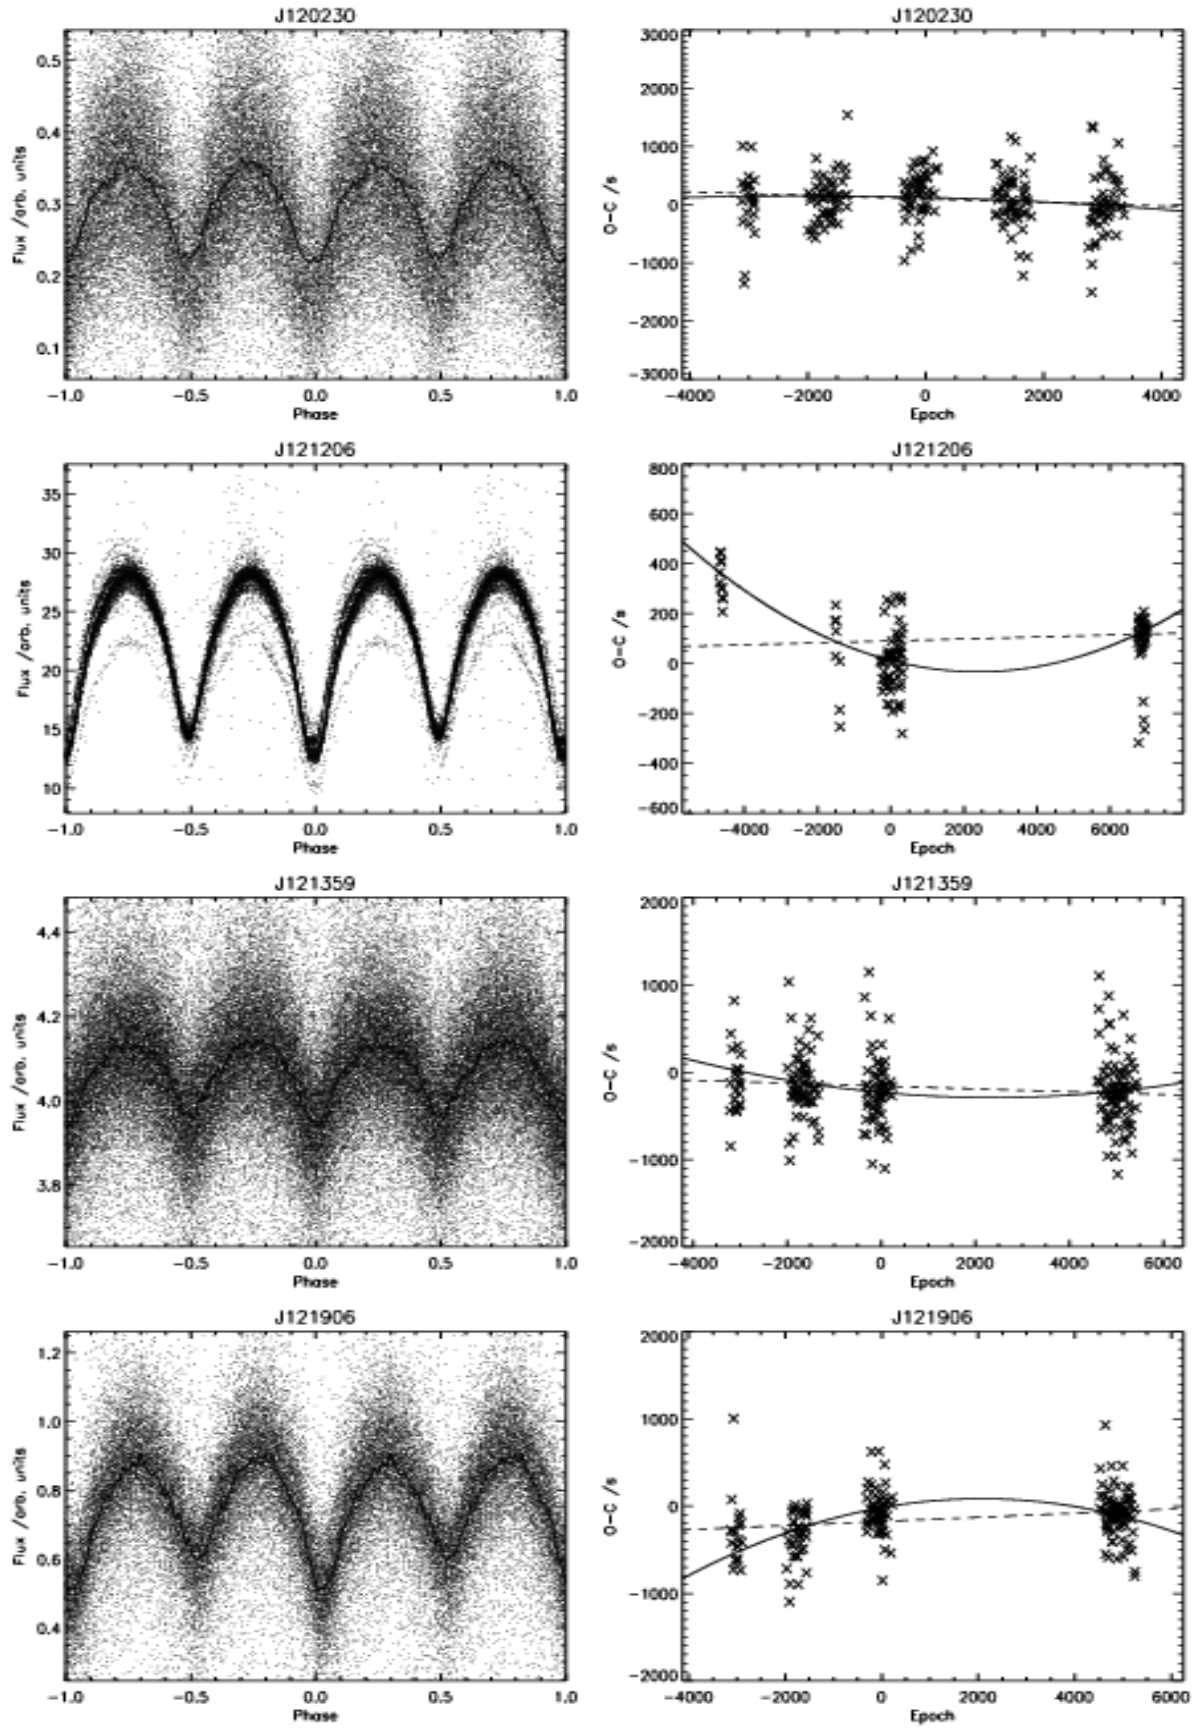 J120230
J120230
0.5
0.4
0.3
0.2
0.1
Flux /arb. units
-1.0 -0.5 0.0 0.5 1.0
Phase
3000
2000
1000
0
-1000
-2000
-3000
O-C /s
-4000 -2000 0 2000 4000
Epoch
J121206
J121206
35
30
25
20
15
10
Flux /arb. units
-1.0 -0.5 0.0 0.5 1.0
Phase
800
600
400
200
0
-200
-400
-600
O-C /s
-4000 -2000 0 2000 4000 6000
Epoch
J121359
J121359
4.4
4.2
4.0
3.8
Flux /arb. units
-1.0 -0.5 0.0 0.5 1.0
Phase
2000
1000
0
-1000
-2000
O-C /s
-4000 -2000 0 2000 4000 6000
Epoch
J121906
J121906
1.2
1.0
0.8
0.6
0.4
Flux /arb. units
-1.0 -0.5 0.0 0.5 1.0
Phase
2000
1000
0
-1000
-2000
O-C /s
-4000 -2000 0 2000 4000 6000
Epoch